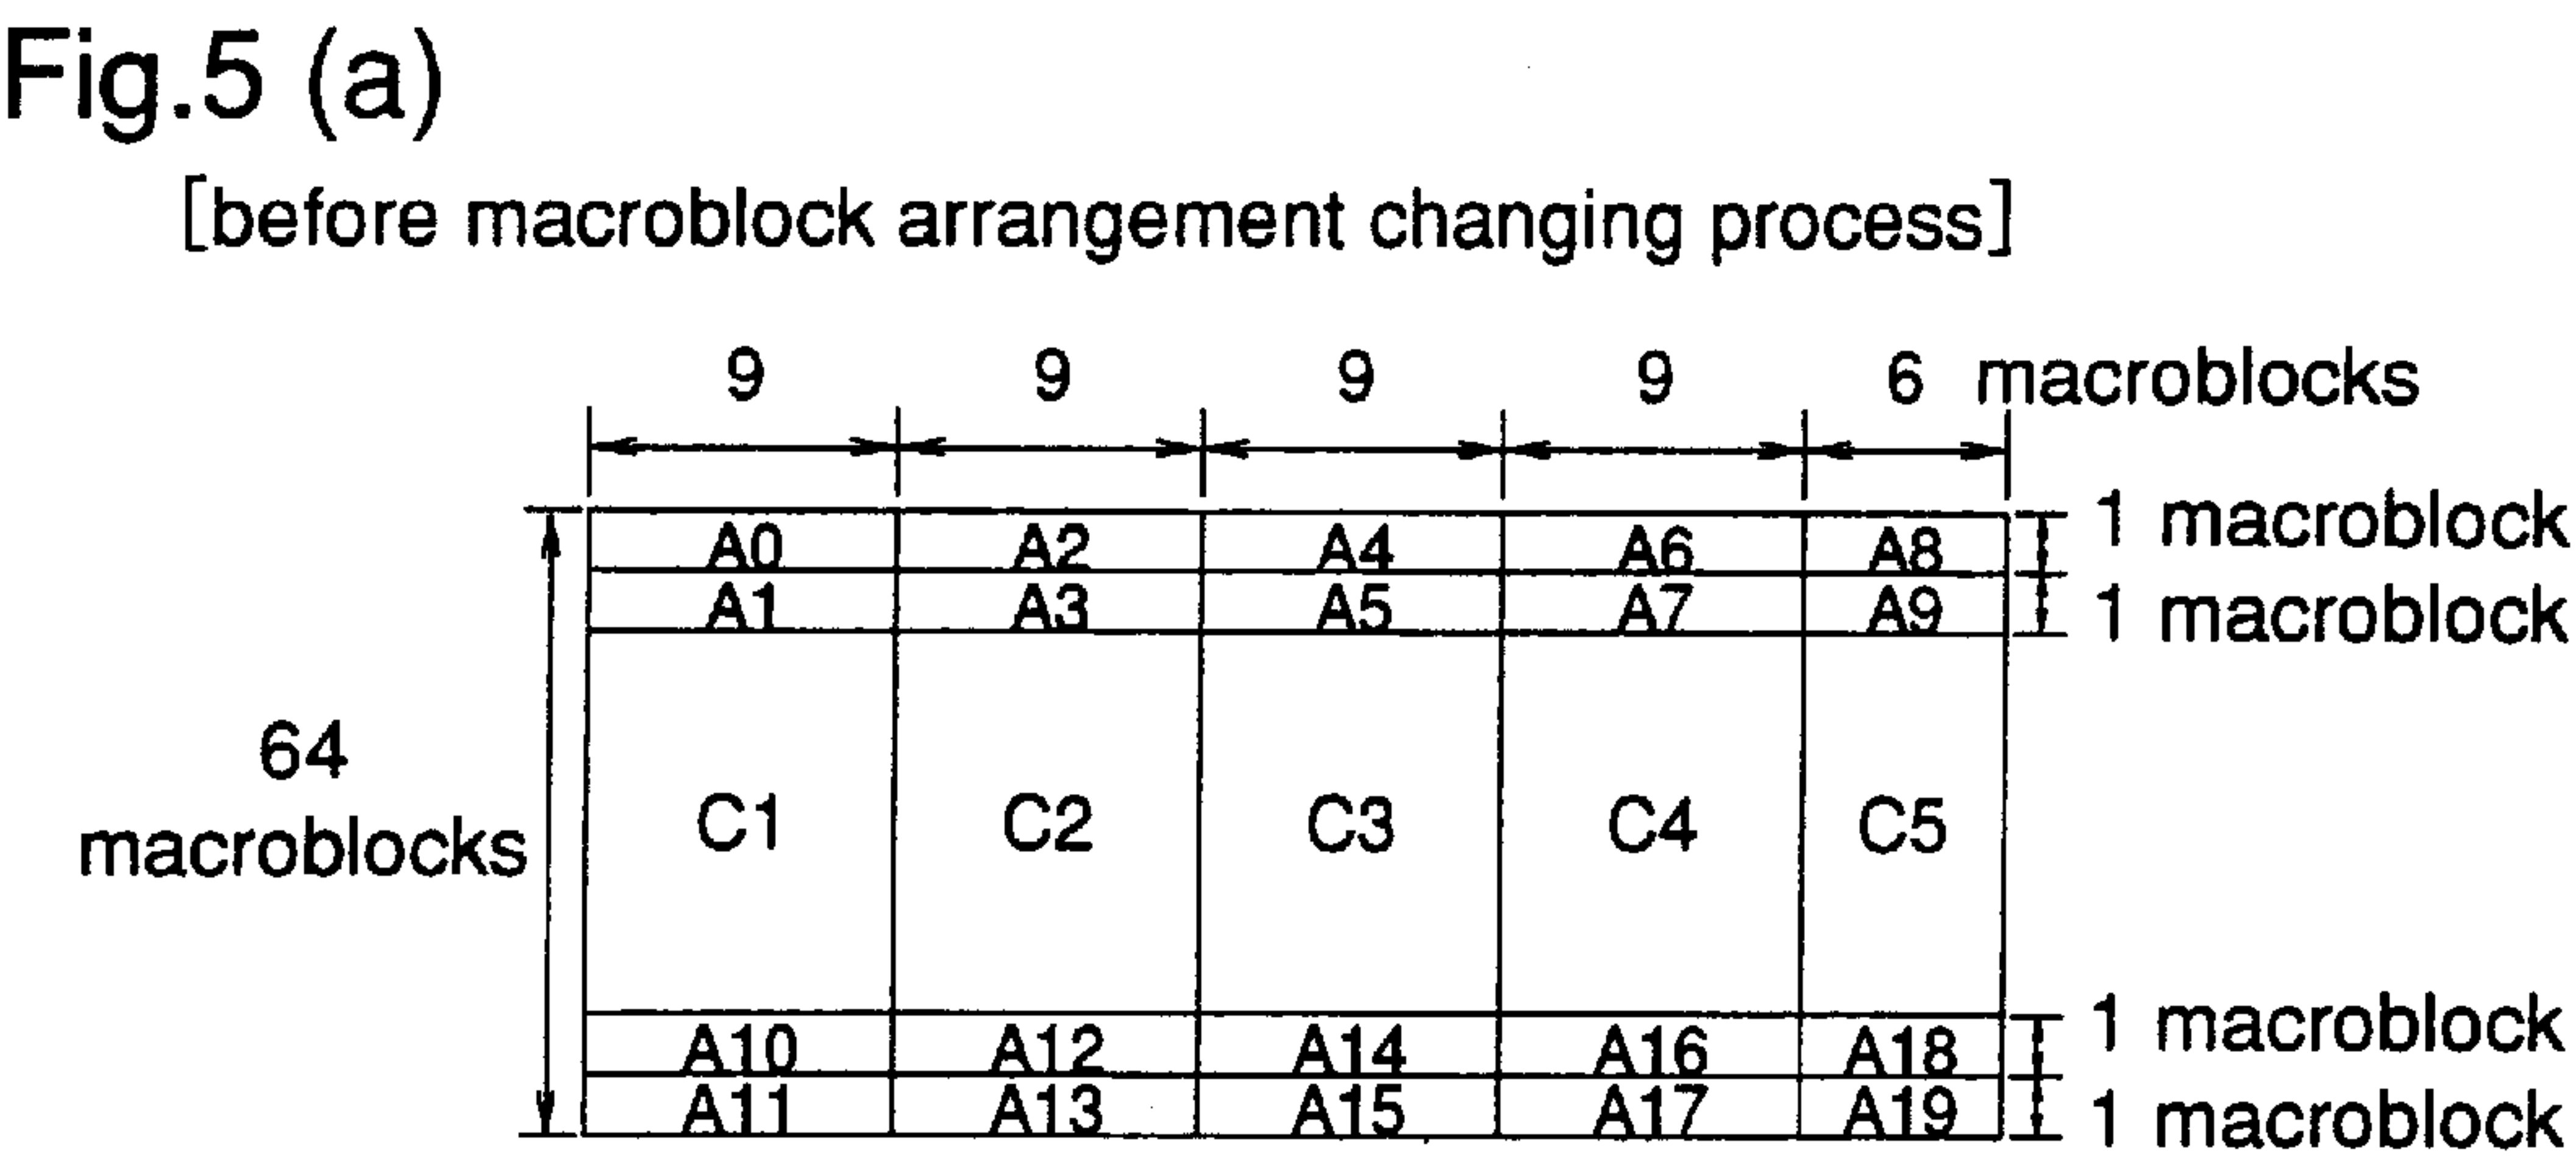 Fig.5 (a)
[before macroblock arrangement changing process]
9 9 9 9 6 macroblocks
A0 A2 A4 A6 A8 1 macroblock
A1 A3 A5 A7 A9 1 macroblock
64
macroblocks
C1 C2 C3 C4 C5
A10 A12 A14 A16 A18 1 macroblock
A11 A13 A15 A17 A19 1 macroblock